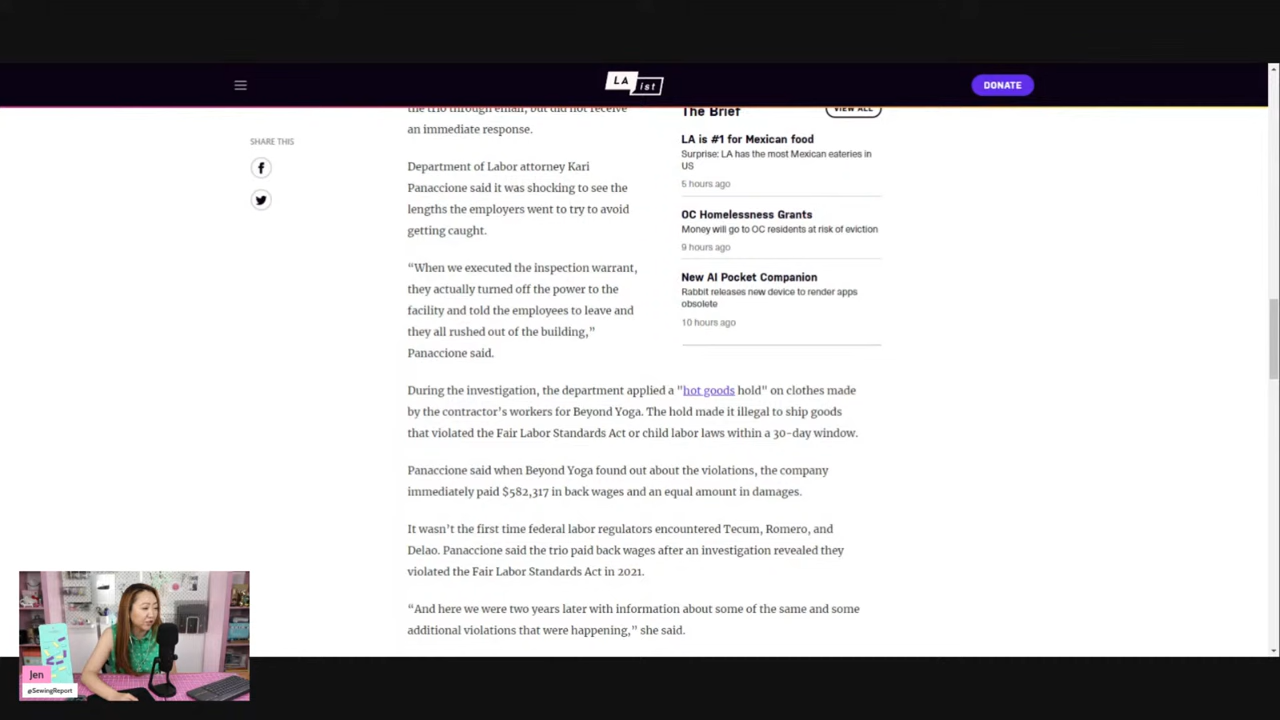 LA
ist
DONATE
SHARE THIS
the trio through email, but did not receive
an immediate response.
Department of Labor attorney Kari
Panaccione said it was shocking to see the
lengths the employers went to try to avoid
getting caught.
“When we executed the inspection warrant,
they actually turned off the power to the
facility and told the employees to leave and
they all rushed out of the building,”
Panaccione said.
The Brief
VIEW ALL
LA is #1 for Mexican food
Surprise: LA has the most Mexican eateries in
US
5 hours ago
OC Homelessness Grants
Money will go to OC residents at risk of eviction
9 hours ago
New AI Pocket Companion
Rabbit releases new device to render apps
obsolete
10 hours ago
During the investigation, the department applied a "hot goods hold" on clothes made
by the contractor's workers for Beyond Yoga. The hold made it illegal to ship goods
that violated the Fair Labor Standards Act or child labor laws within a 30-day window.
Panaccione said when Beyond Yoga found out about the violations, the company
immediately paid $582,317 in back wages and an equal amount in damages.
It wasn't the first time federal labor regulators encountered Tecum, Romero, and
Delao. Panaccione said the trio paid back wages after an investigation revealed they
violated the Fair Labor Standards Act in 2021.
“And here we were two years later with information about some of the same and some
additional violations that were happening,” she said.
Jen
@SewingReport